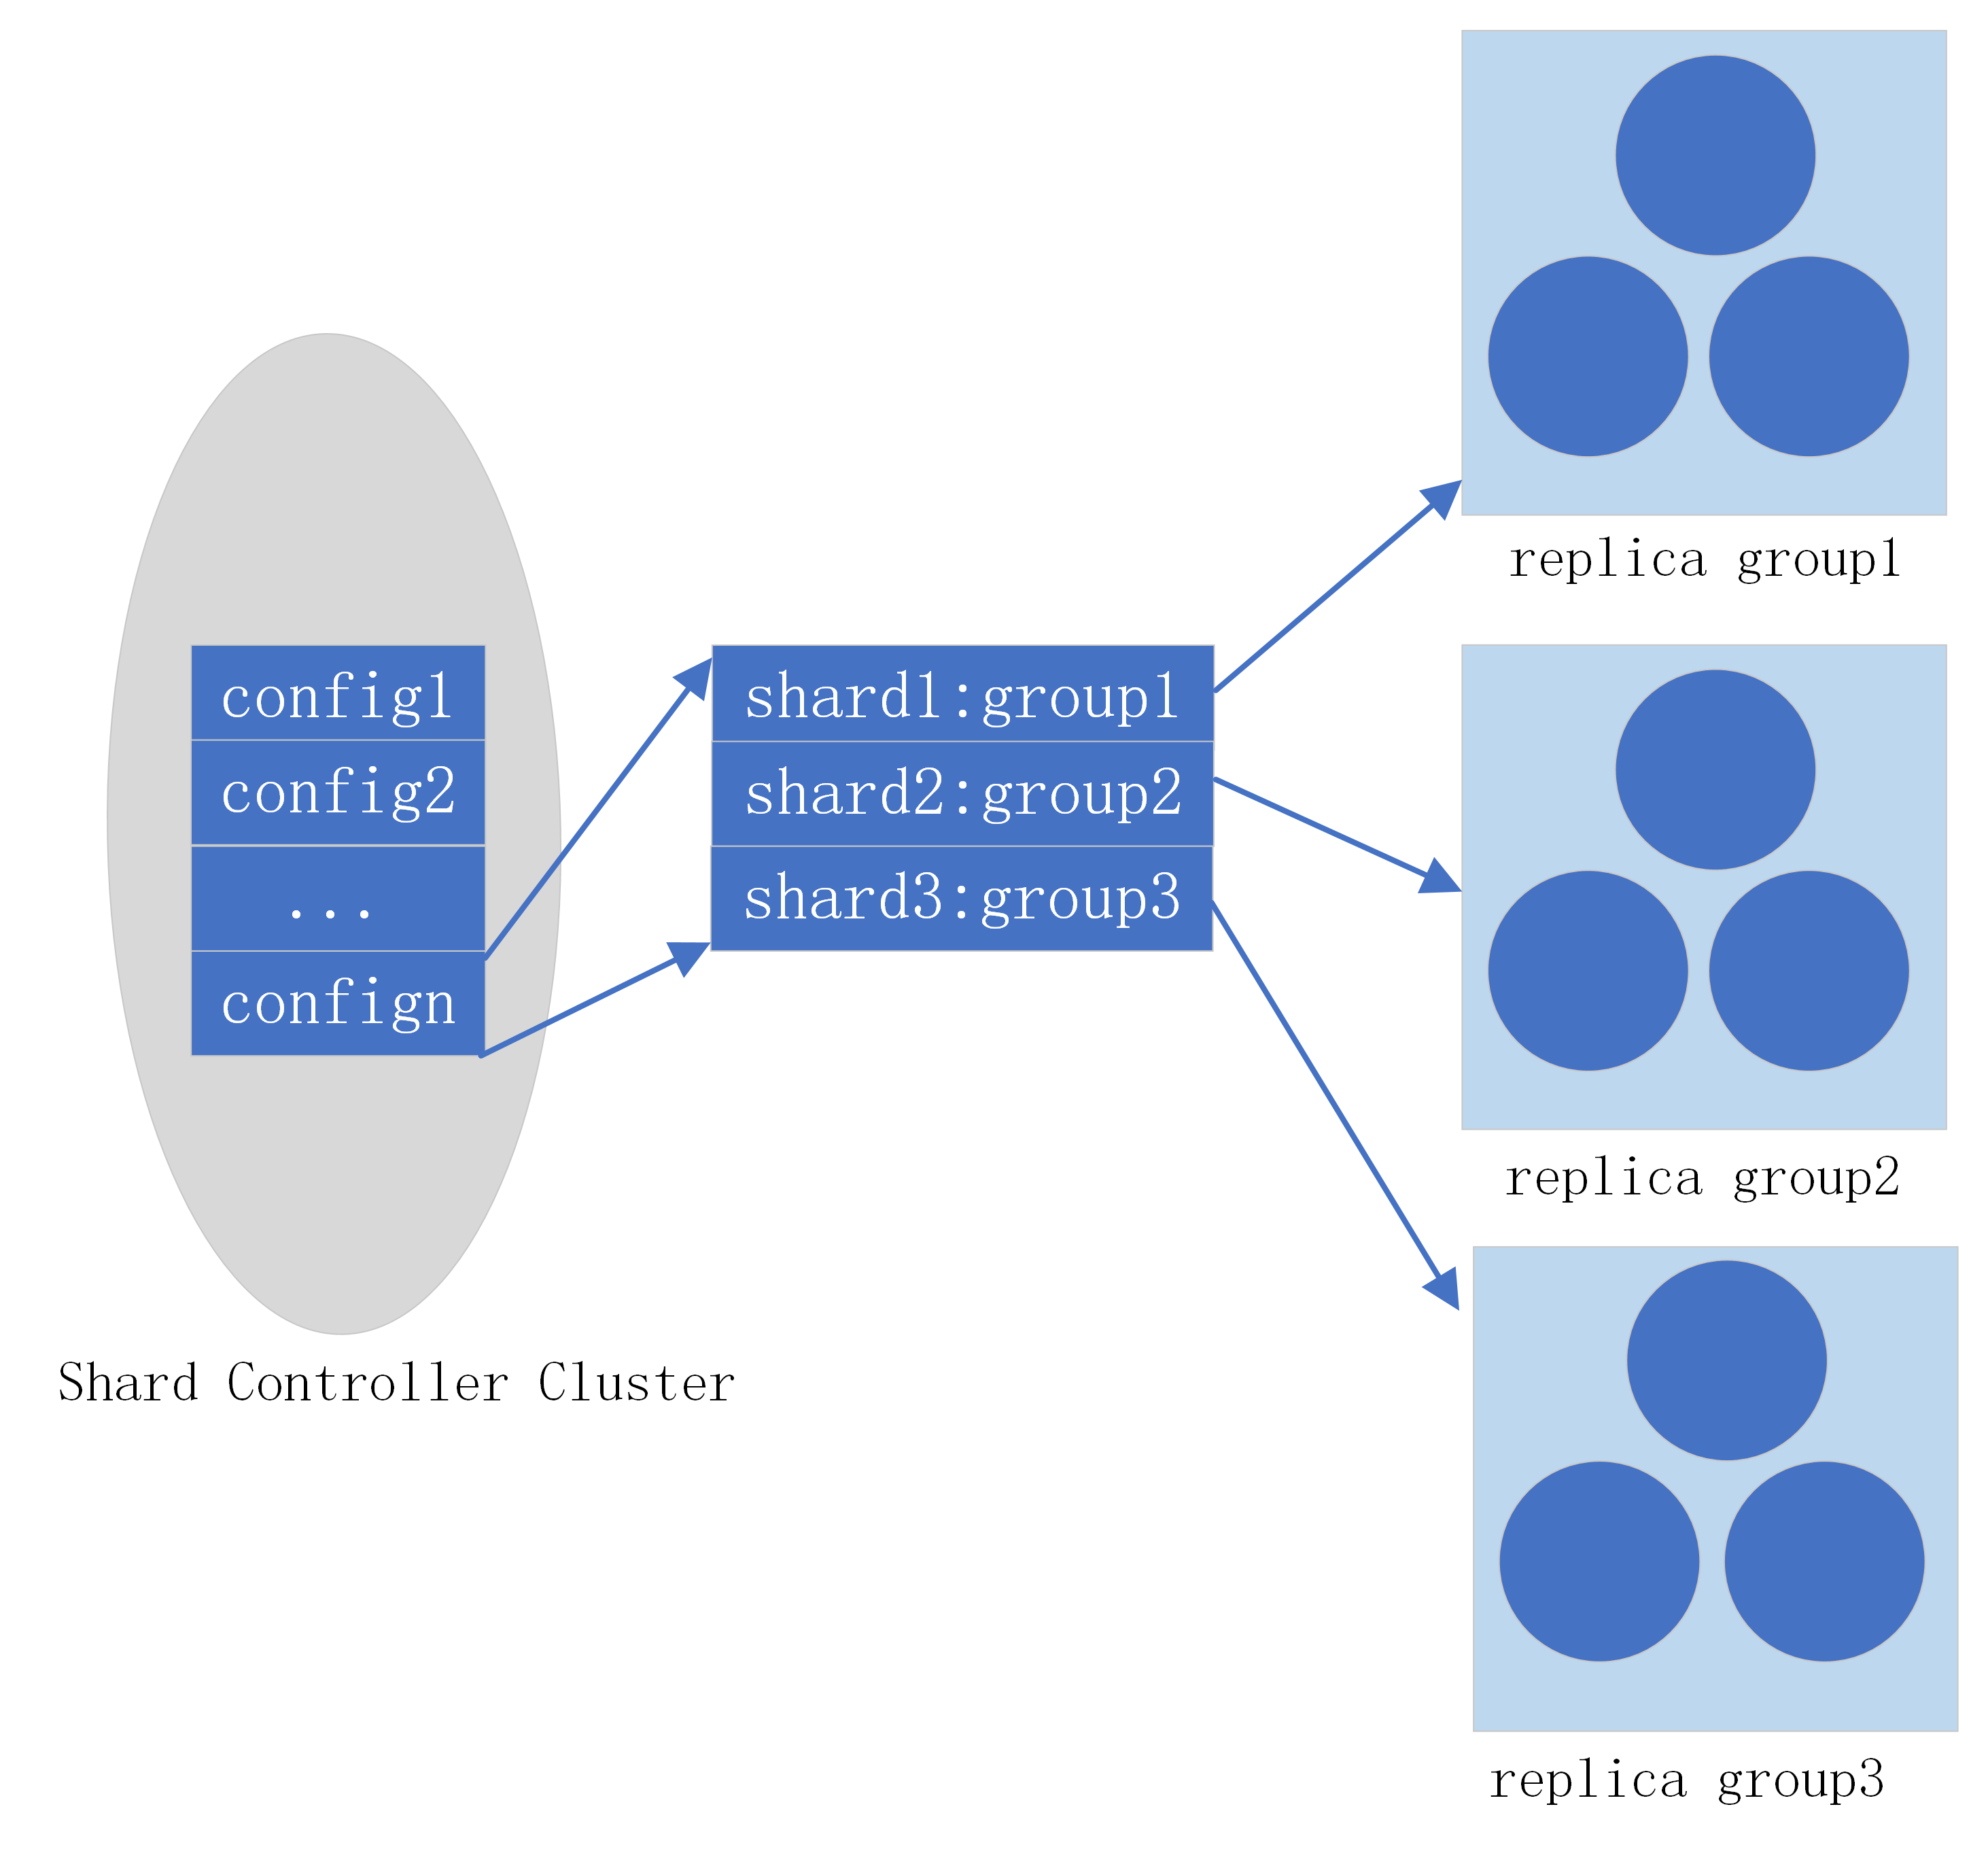 config1
config2
...
confign
Shard Controller Cluster
shard1:group1
shard2:group2
shard3:group3
replica group1
replica group2
replica group3